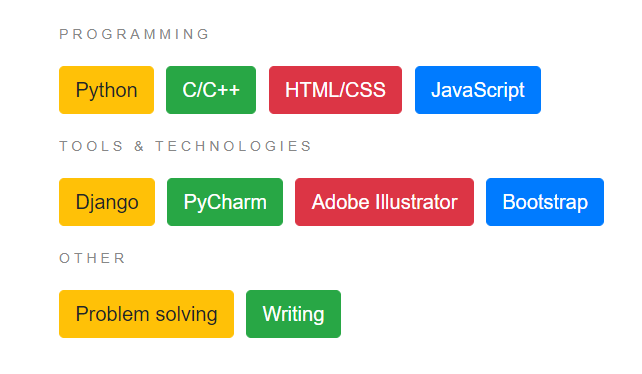 PROGRAMMING
Python C/C++ HTML/CSS JavaScript
TOOLS & TECHNOLOGIES
Django PyCharm Adobe Illustrator Bootstrap
OTHER
Problem solving Writing